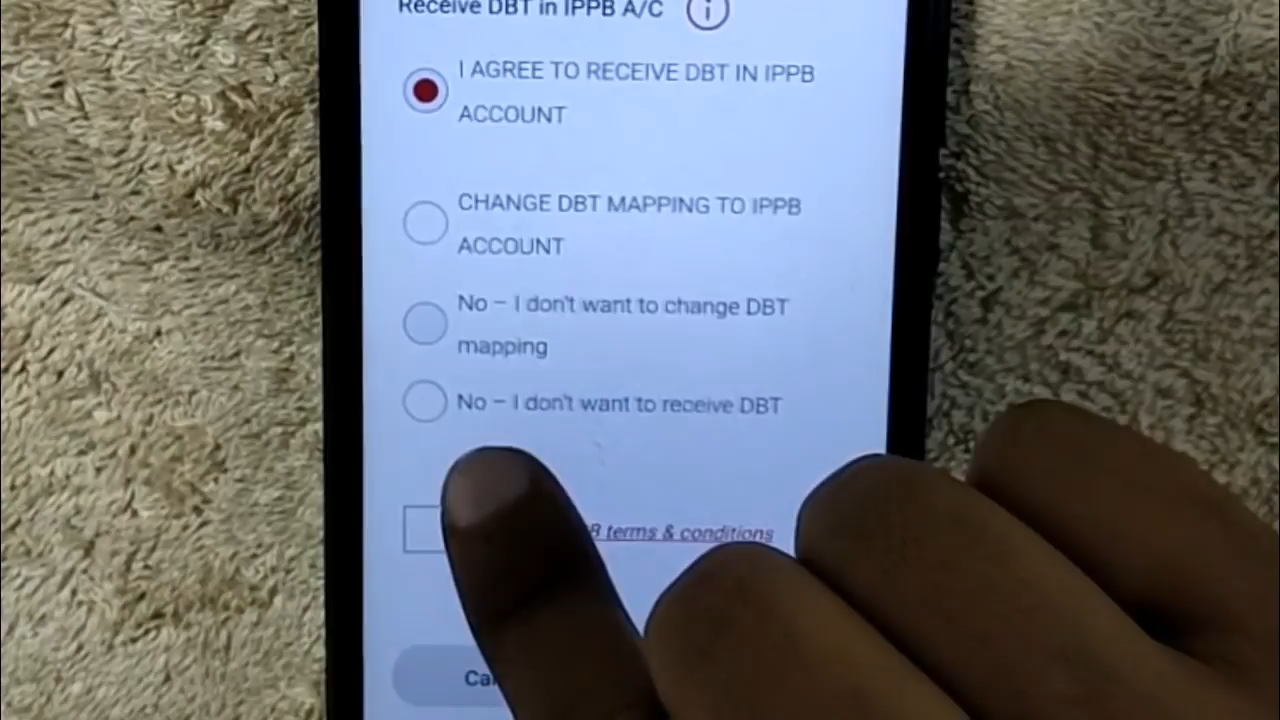 Receive DBT in IPPB A/C
I AGREE TO RECEIVE DBT IN IPPB
ACCOUNT
CHANGE DBT MAPPING TO IPPB
ACCOUNT
No – I don't want to change DBT
mapping
No – I don't want to receive DBT
terms & conditions